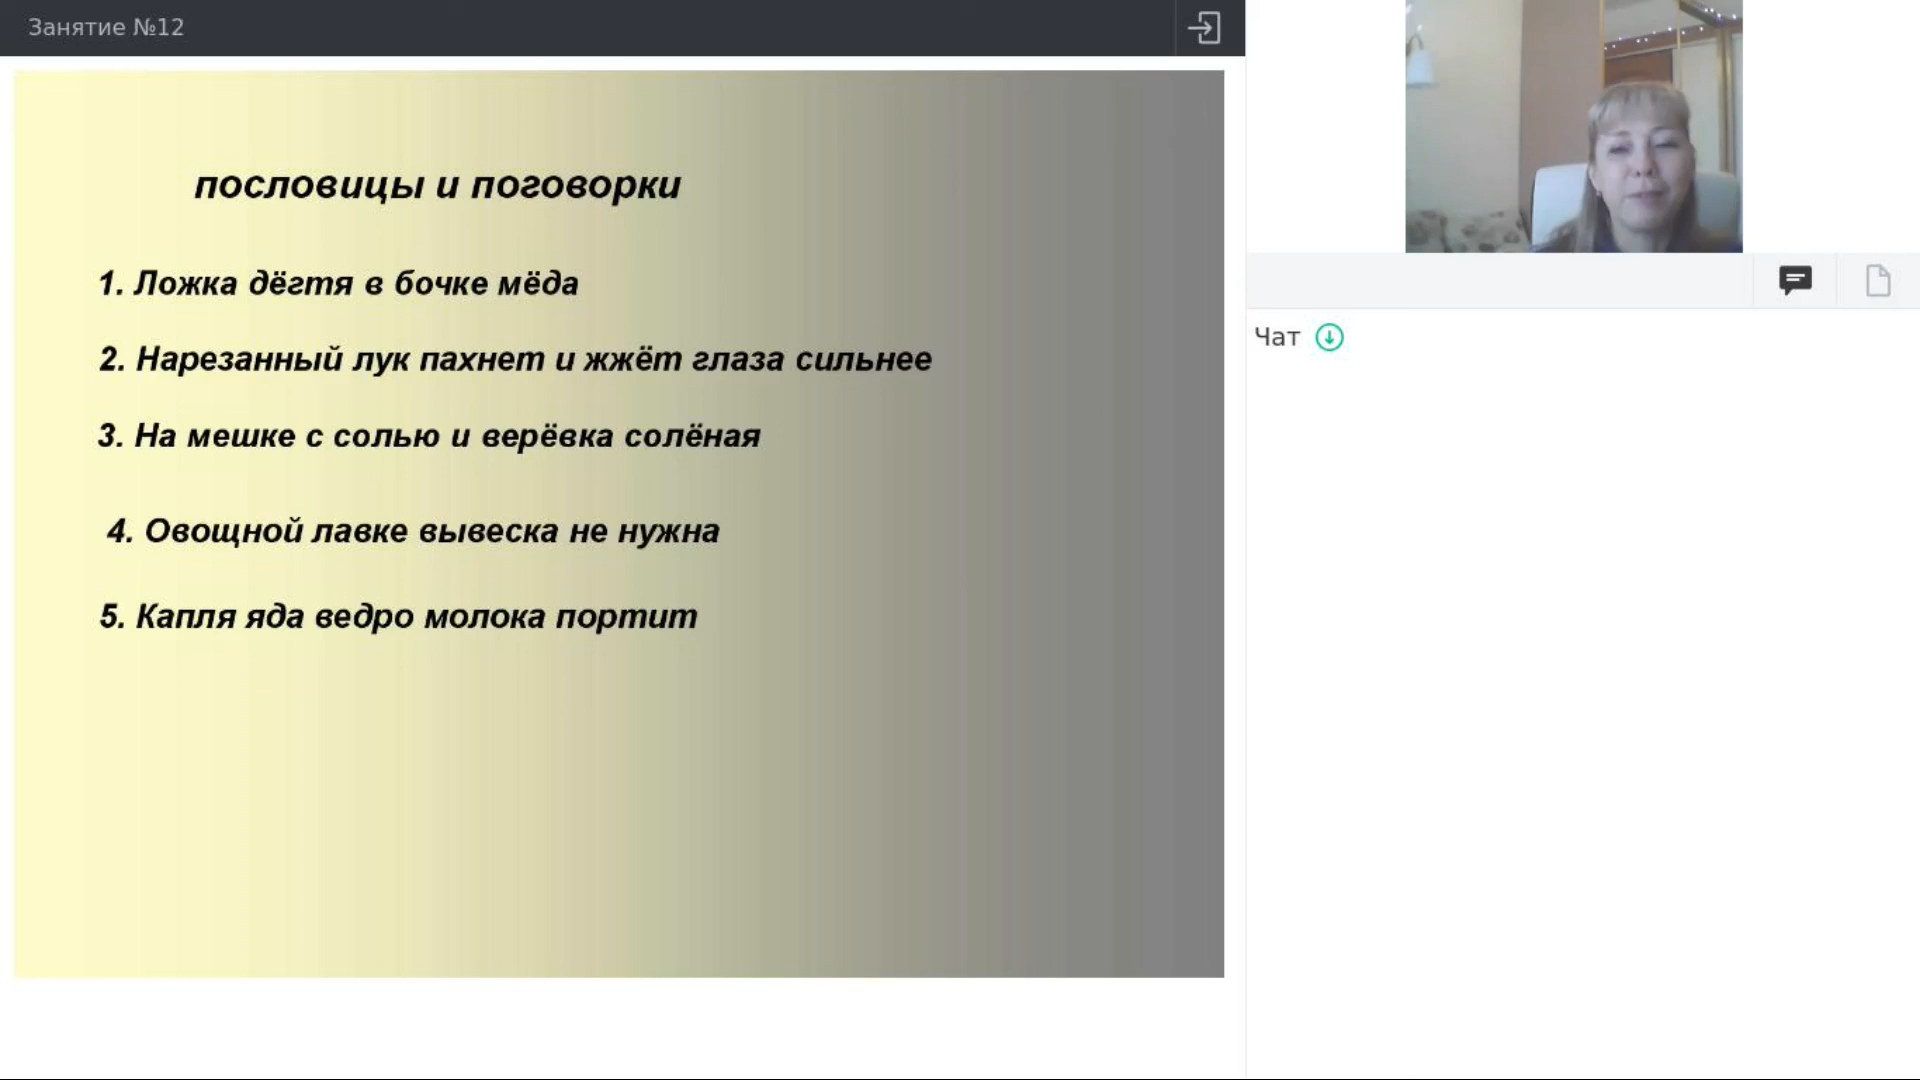 Занятие №12
пословицы и поговорки
1. Ложка дёгтя в бочке мёда
2. Нарезанный лук пахнет и жжёт глаза сильнее
3. На мешке с солью и верёвка солёная
4. Овощной лавке вывеска не нужна
5. Капля яда ведро молока портит
Чат